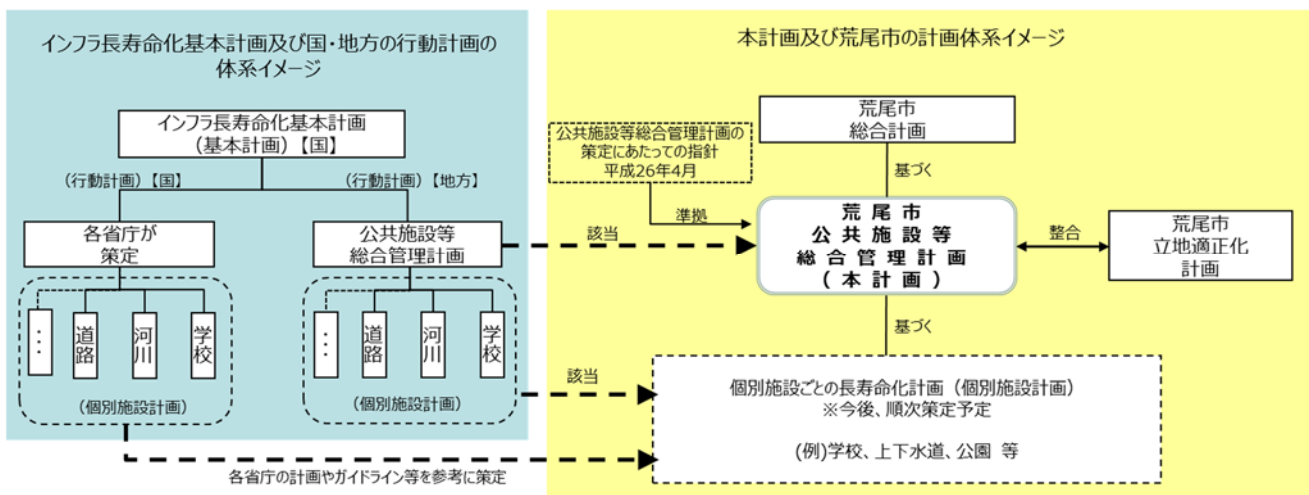 インフラ長寿命化基本計画及び国・地方の行動計画の
体系イメージ
インフラ長寿命化基本計画
(基本計画)【国】
(行動計画)【国】
(行動計画)【地方】
各省庁が
策定
公共施設等
総合管理計画
・・・
道路
河川
学校
(個別施設計画)
・・・
道路
河川
学校
(個別施設計画)
各省庁の計画やガイドライン等を参考に策定
本計画及び荒尾市の計画体系イメージ
荒尾市
総合計画
公共施設等総合管理計画の
策定にあたっての指針
平成26年4月
基づく
準拠
該当
荒尾市
公共施設等
総合管理計画
(本計画)
整合
荒尾市
立地適正化
計画
基づく
該当
個別施設ごとの長寿命化計画(個別施設計画)
※今後、順次策定予定
(例)学校、上下水道、公園 等